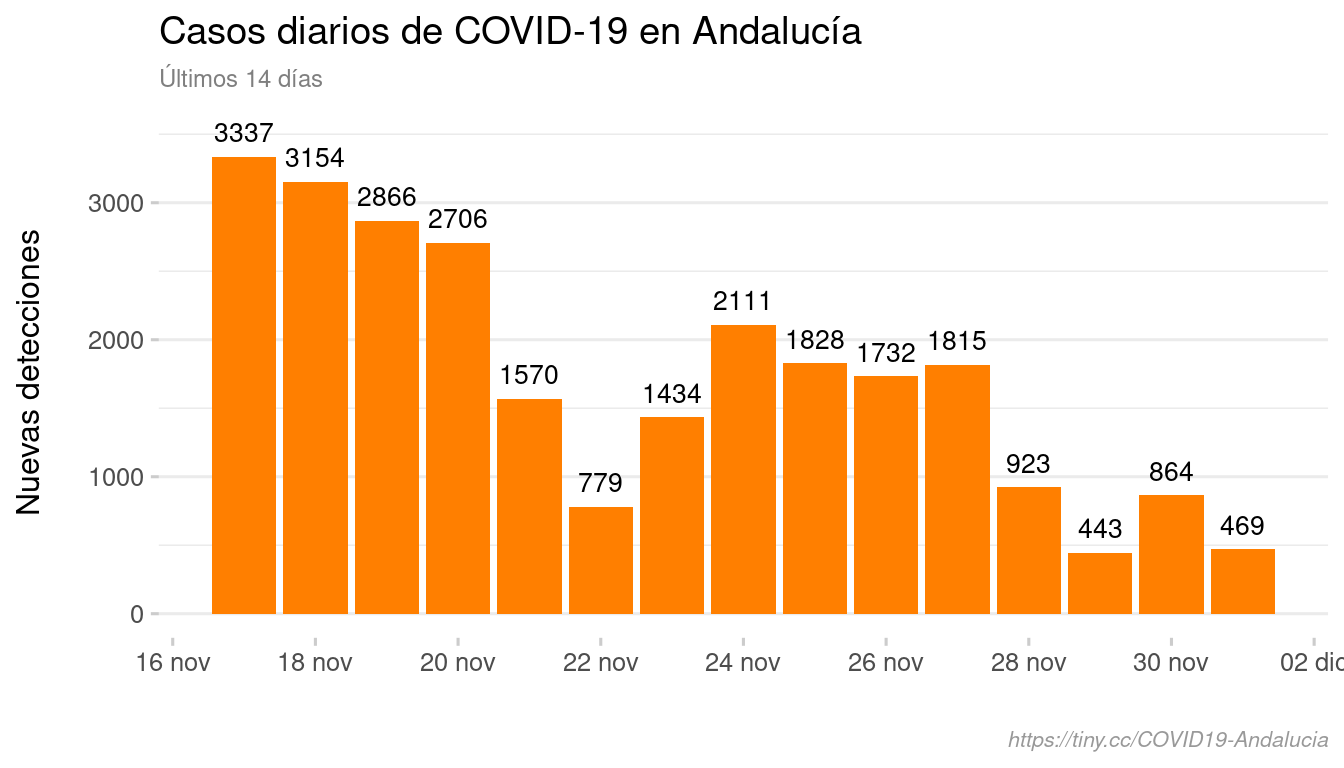 Casos diarios de COVID-19 en Andalucía
Últimos 14 días
Nuevas detecciones
3000
2000
1000
0
3337
3154
2866
2706
1570
779
1434
2111
1828
1732
1815
923
443
864
469
16 nov
18 nov
20 nov
22 nov
24 nov
26 nov
28 nov
30 nov
02 dic
https://tiny.cc/COVID19-Andalucia